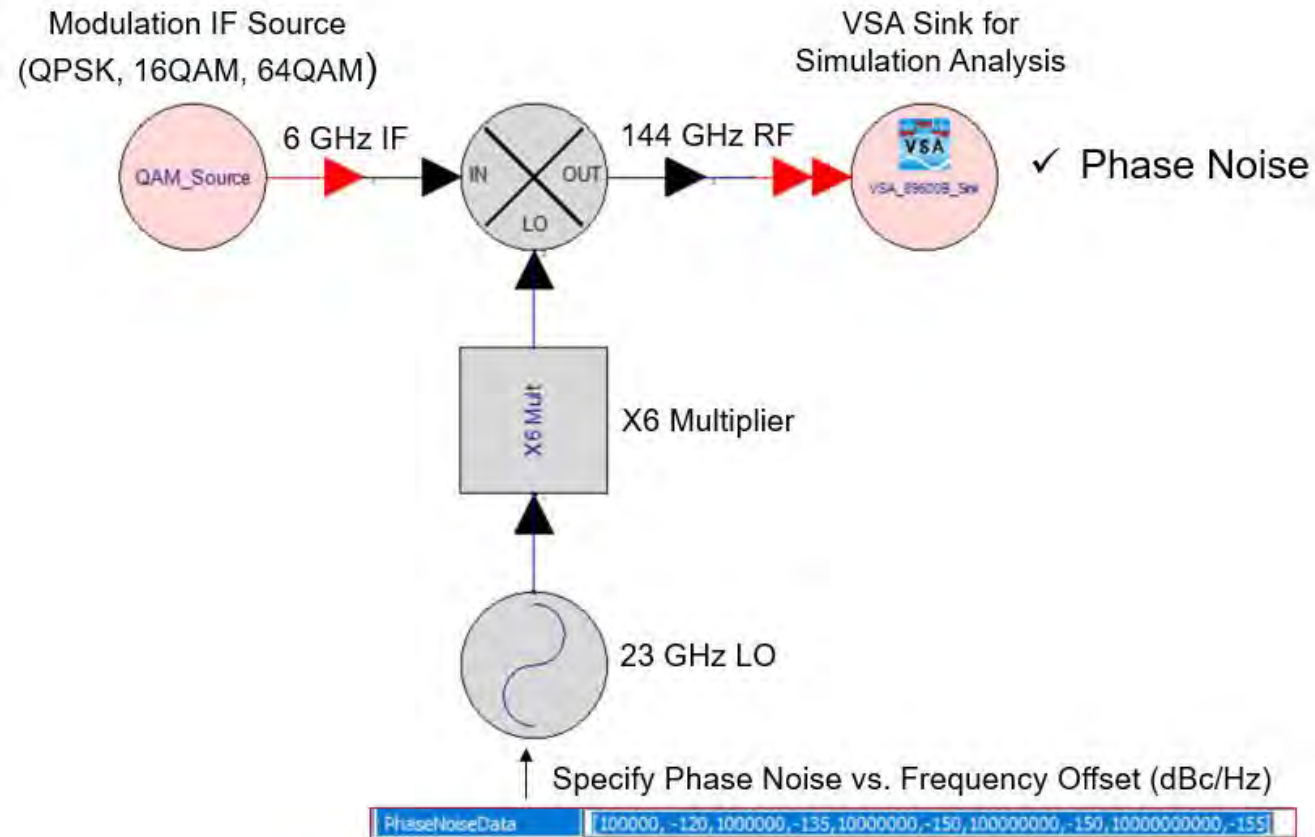 Modulation IF Source
(QPSK, 16QAM, 64QAM)
VSA Sink for
Simulation Analysis
QAM_Source
6 GHz IF
IN
OUT
LO
144 GHz RF
VSA
VSA_89600B_Sink
✓ Phase Noise
X6 Mult
X6 Multiplier
23 GHz LO
Specify Phase Noise vs. Frequency Offset (dBc/Hz)
PhaseNoiseData [100000, -120,1000000,-135,10000000,-150,100000000,-150,10000000000,-155]